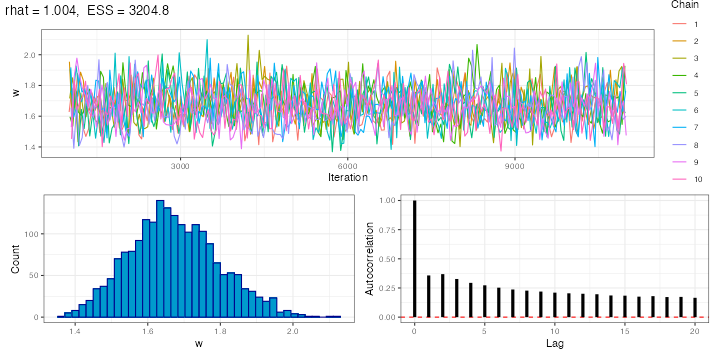 rhat = 1.004, ESS = 3204.8
Chain
1
2
3
4
5
6
7
8
9
10
w
2.0
1.8
1.6
1.4
3000 6000 9000
Iteration
Count
100
50
0
1.4 1.6 1.8 2.0
w
Autocorrelation
1.00
0.75
0.50
0.25
0.00
0 5 10 15 20
Lag